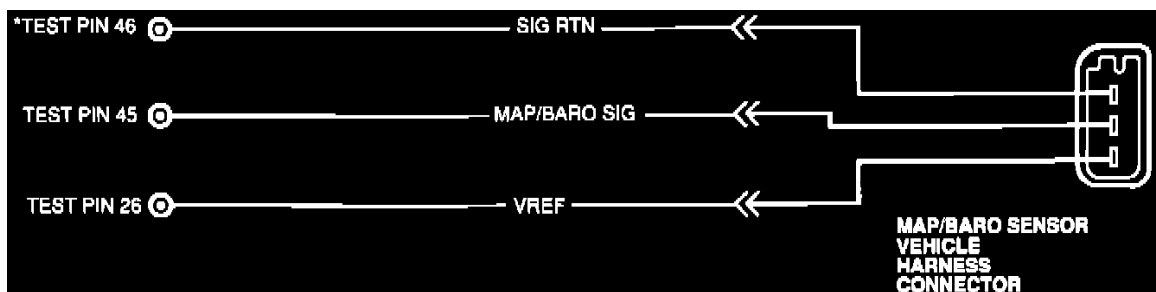 *TEST PIN 46 SIG RTN
TEST PIN 45 MAP/BARO SIG
TEST PIN 26 VREF
MAP/BARO SENSOR
VEHICLE
HARNESS
CONNECTOR